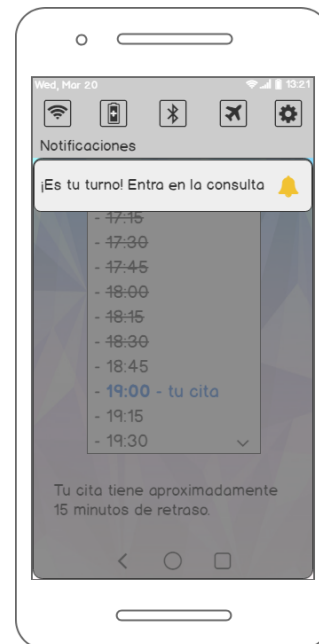 Wed, Mar 20 13:21
Notificaciones
¡Es tu turno! Entra en la consulta
- 17:15
- 17:30
- 17:45
- 18:00
- 18:15
- 18:30
- 18:45
- 19:00 - tu cita
- 19:15
- 19:30
Tu cita tiene aproximadamente
15 minutos de retraso.